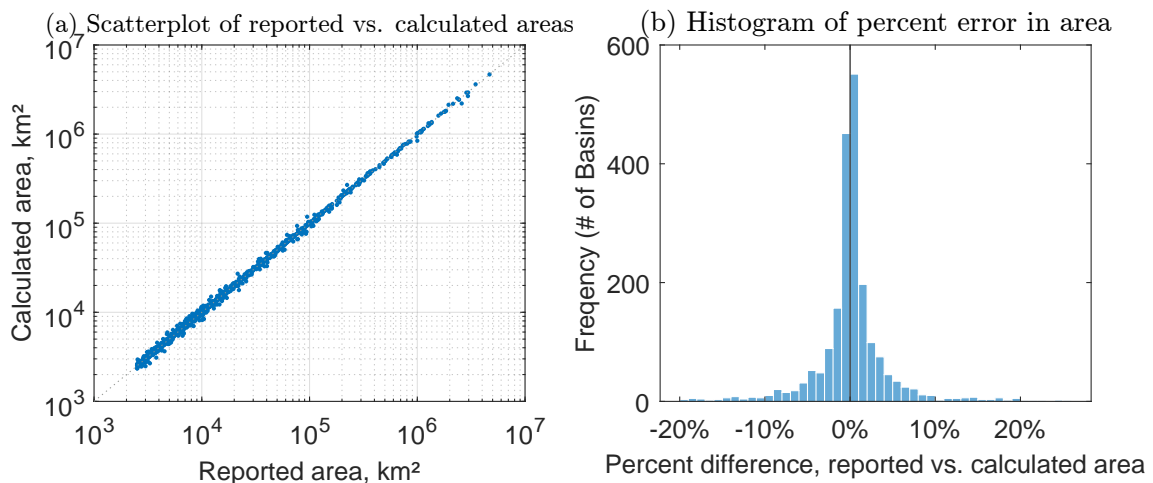 (a) Scatterplot of reported vs. calculated areas
10⁷
10⁶
10⁵
10⁴
10³
Calculated area, km²
10³ 10⁴ 10⁵ 10⁶ 10⁷
Reported area, km²
(b) Histogram of percent error in area
600
400
200
0
Freqency (# of Basins)
-20% -10% 0% 10% 20%
Percent difference, reported vs. calculated area